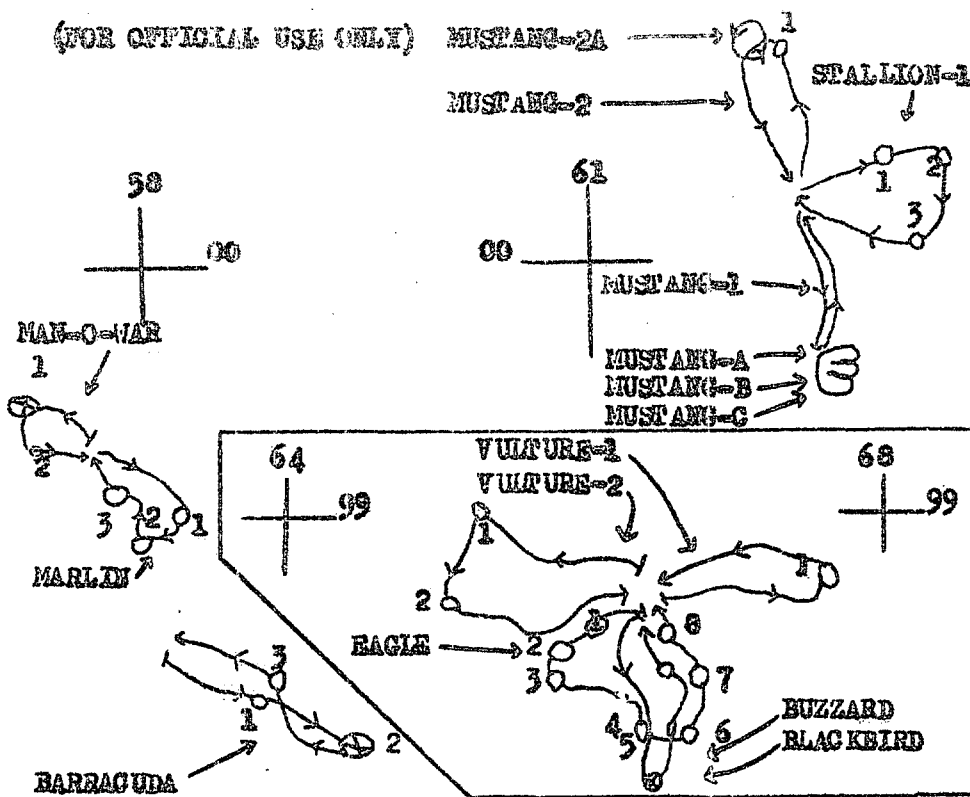 (FOR OFFICIAL USE ONLY) MUSTANG-2A 1
STALLION-1
MUSTANG-2
58
61
1 2
3
00
00
MUSTANG-1
MAN-O-WAR
1
MUSTANG-A
MUSTANG-B
MUSTANG-C
2
3 2 1
MARLIN
64
99
VULTURE-1
VULTURE-2
68
99
1
1
2
1
8
EAGLE 2
3
7
4
5 6
BUZZARD
BLACKBIRD
3
1
2
BARRACUDA